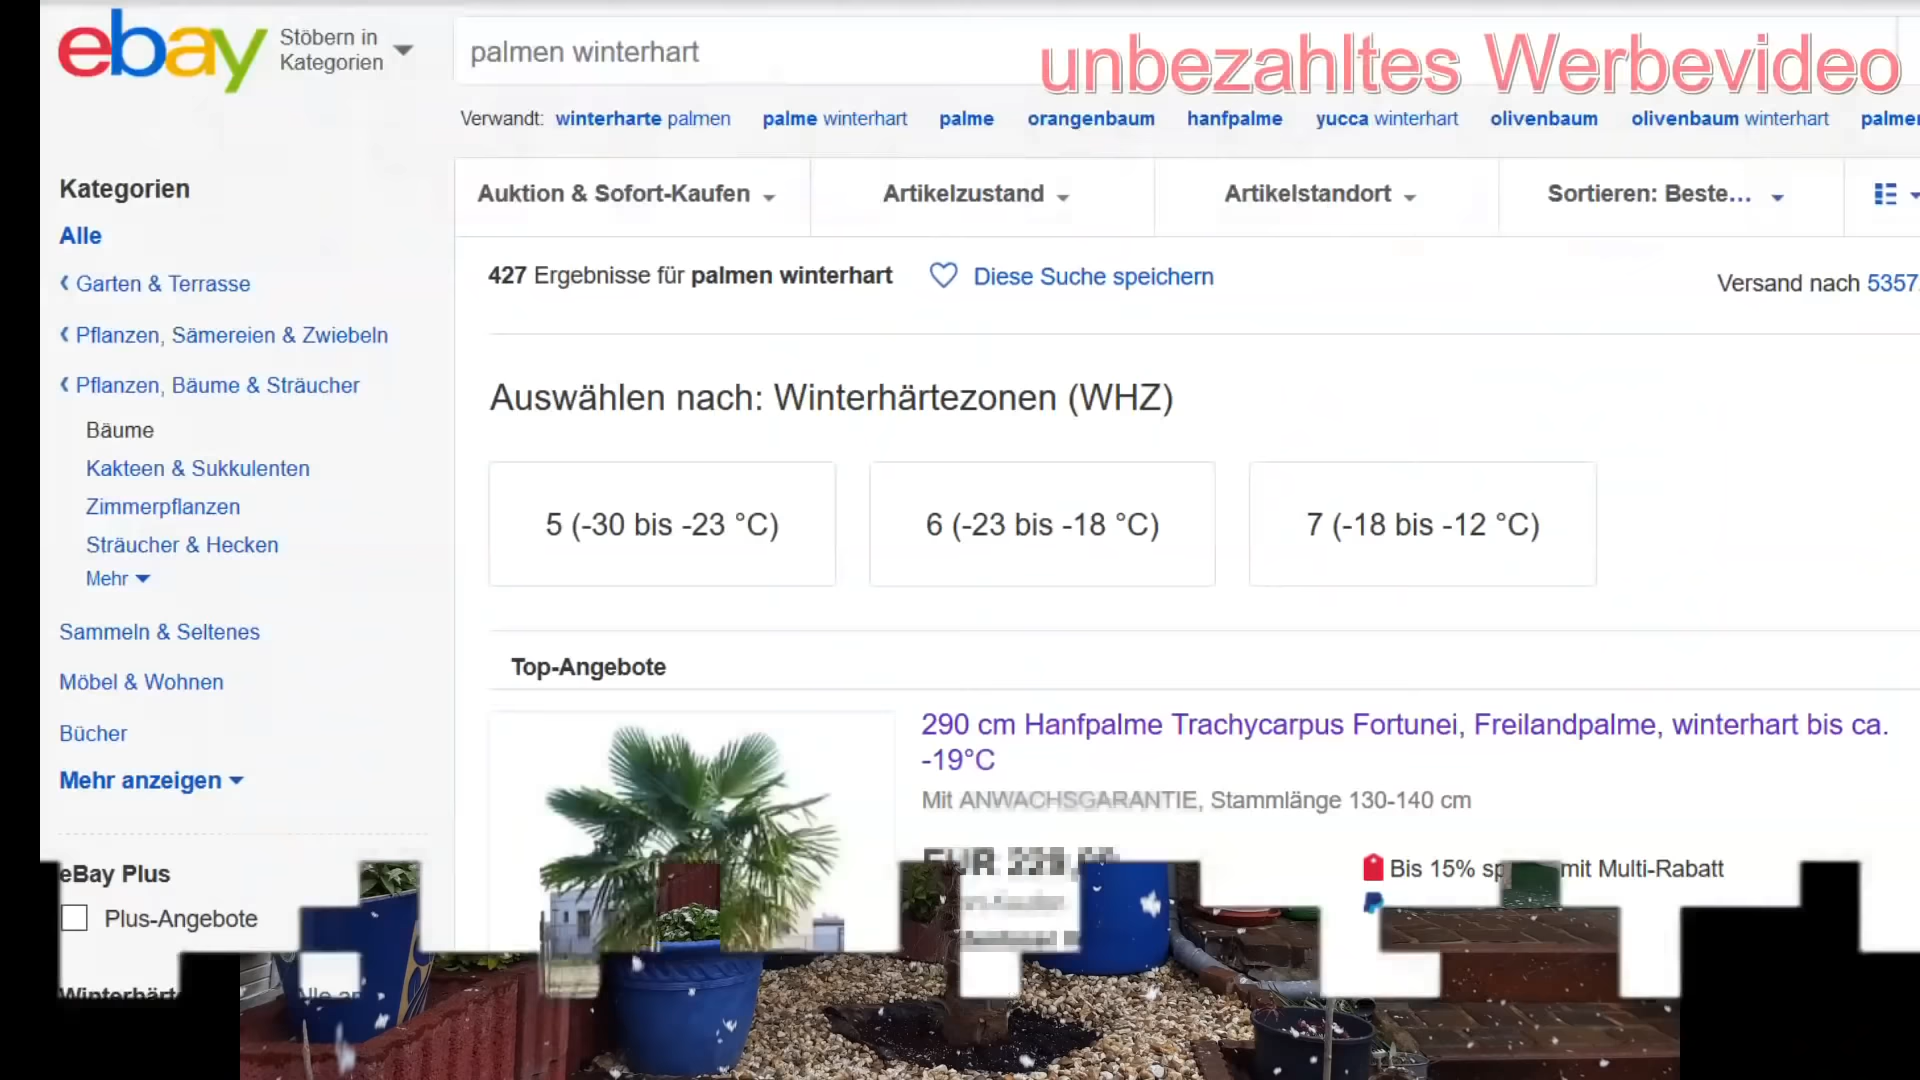 ebay
Stöbern in
Kategorien
palmen winterhart
unbezahltes Werbevideo
Verwandt: winterharte palmen palme winterhart palme orangenbaum hanfpalme yucca winterhart olivenbaum olivenbaum winterhart
Kategorien
Alle
Garten & Terrasse
Pflanzen, Sämereien & Zwiebeln
Pflanzen, Bäume & Sträucher
Bäume
Kakteen & Sukkulenten
Zimmerpflanzen
Sträucher & Hecken
Mehr
Sammeln & Seltenes
Möbel & Wohnen
Bücher
Mehr anzeigen
eBay Plus
Plus-Angebote
Auktion & Sofort-Kaufen
Artikelzustand
Artikelstandort
Sortieren: Beste...
427 Ergebnisse für palmen winterhart
Diese Suche speichern
Versand nach
Auswählen nach: Winterhärtezonen (WHZ)
5 (-30 bis -23 °C)
6 (-23 bis -18 °C)
7 (-18 bis -12 °C)
Top-Angebote
290 cm Hanfpalme Trachycarpus Fortunei, Freilandpalme, winterhart bis ca.
-19°C
Mit ANWACHSGARANTIE, Stammlänge 130-140 cm
EUR
Bis 15% mit Multi-Rabatt